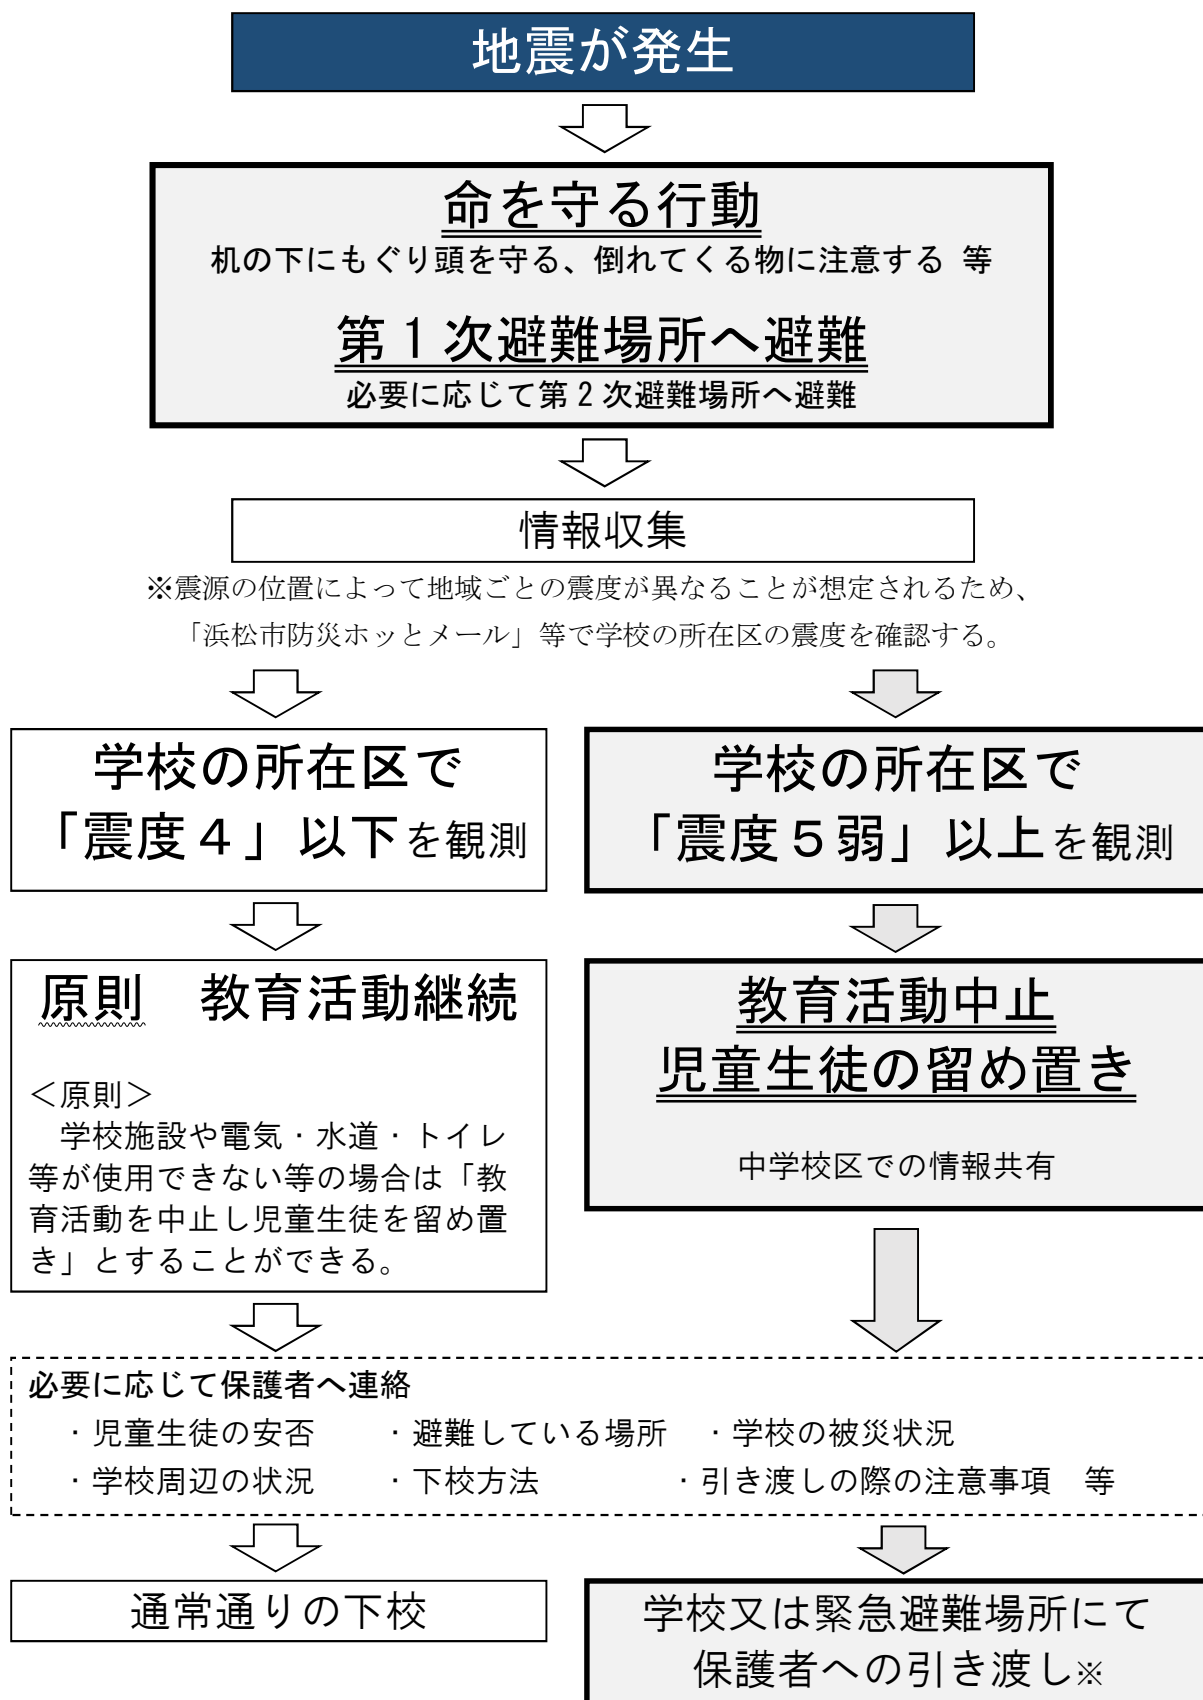 地震が発生
命を守る行動
机の下にもぐり頭を守る、倒れてくる物に注意する 等
第1次避難場所へ避難
必要に応じて第2次避難場所へ避難
情報収集
※震源の位置によって地域ごとの震度が異なることが想定されるため、
「浜松市防災ホッとメール」等で学校の所在区の震度を確認する。
学校の所在区で
「震度４」以下を観測
学校の所在区で
「震度５弱」以上を観測
原則　教育活動継続
＜原則＞
　学校施設や電気・水道・トイレ
等が使用できない等の場合は「教
育活動を中止し児童生徒を留め置
き」とすることができる。
教育活動中止
児童生徒の留め置き
中学校区での情報共有
必要に応じて保護者へ連絡
・児童生徒の安否　　・避難している場所　・学校の被災状況
・学校周辺の状況　　・下校方法　　　　・引き渡しの際の注意事項　等
通常通りの下校
学校又は緊急避難場所にて
保護者への引き渡し※